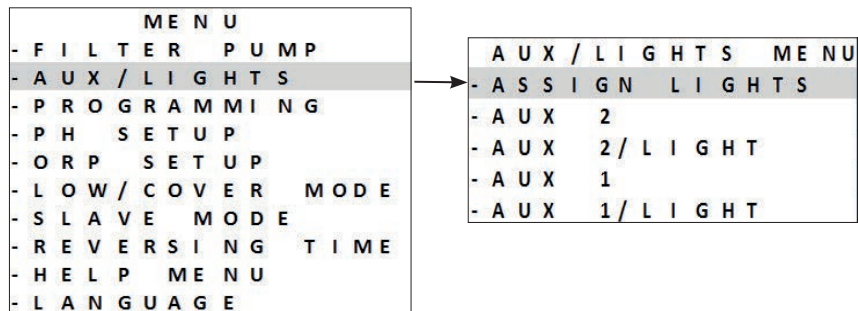 MENU
- FILTER PUMP
- AUX/LIGHTS
- PROGRAMMING
- PH SETUP
- ORP SETUP
- LOW/COVER MODE
- SLAVE MODE
- REVERSING TIME
- HELP MENU
- LANGUAGE
AUX/LIGHTS MENU
- ASSIGN LIGHTS
- AUX 2
- AUX 2/LIGHT
- AUX 1
- AUX 1/LIGHT